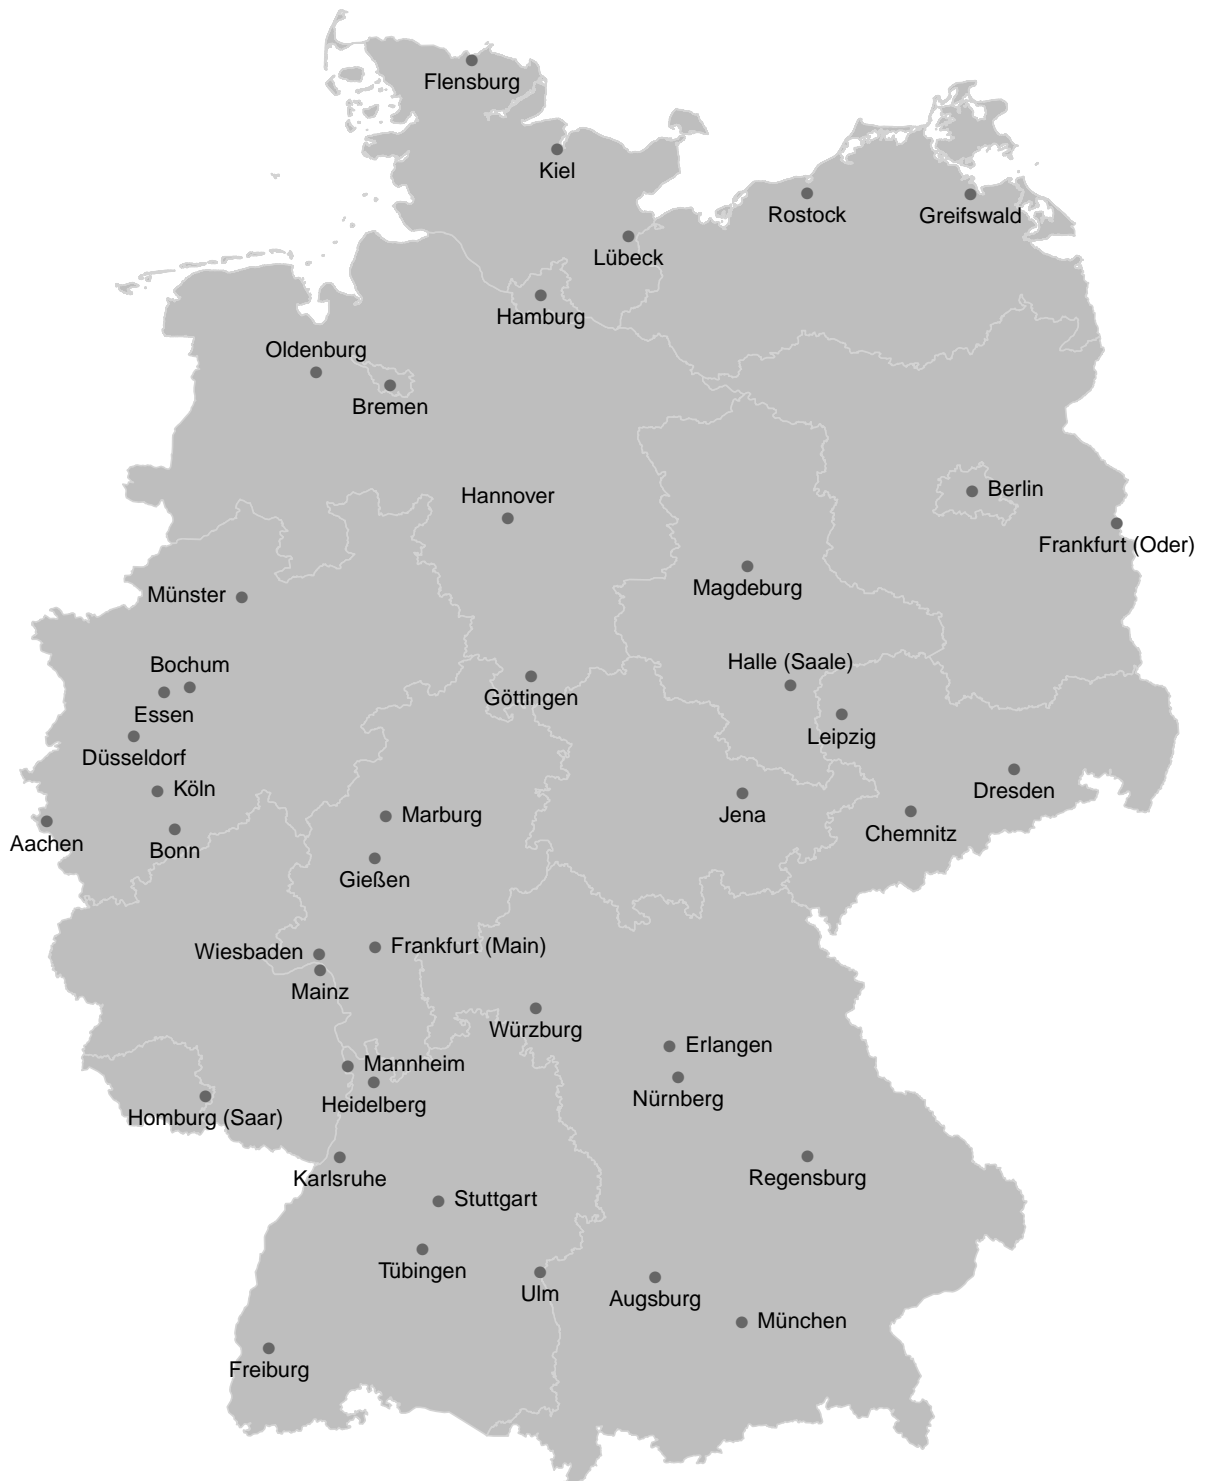 Flensburg
Kiel
Rostock
Greifswald
Lübeck
Hamburg
Oldenburg
Bremen
Hannover
Berlin
Frankfurt (Oder)
Magdeburg
Münster
Halle (Saale)
Bochum
Göttingen
Essen
Leipzig
Düsseldorf
Köln
Dresden
Marburg
Jena
Chemnitz
Aachen
Bonn
Gießen
Frankfurt (Main)
Wiesbaden
Mainz
Würzburg
Erlangen
Mannheim
Nürnberg
Heidelberg
Homburg (Saar)
Karlsruhe
Regensburg
Stuttgart
Tübingen
Ulm
Augsburg
München
Freiburg